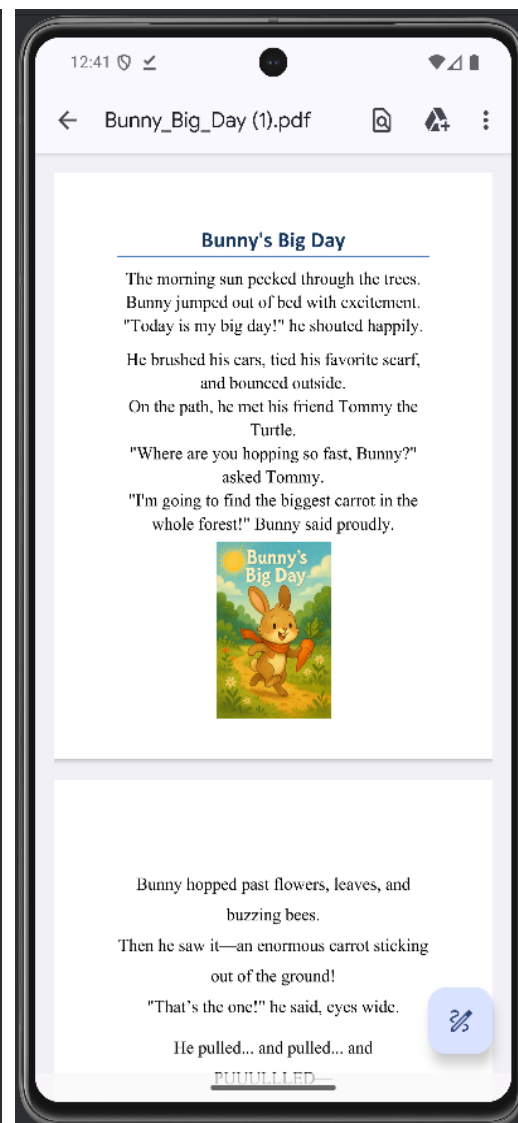 12:41
Bunny_Big_Day (1).pdf
Bunny's Big Day
The morning sun peeked through the trees.
Bunny jumped out of bed with excitement.
"Today is my big day!" he shouted happily.
He brushed his ears, tied his favorite scarf,
and bounced outside.
On the path, he met his friend Tommy the
Turtle.
"Where are you hopping so fast, Bunny?"
asked Tommy.
"I'm going to find the biggest carrot in the
whole forest!" Bunny said proudly.
Bunny's
Big Day
Bunny hopped past flowers, leaves, and
buzzing bees.
Then he saw it—an enormous carrot sticking
out of the ground!
"That's the one!" he said, eyes wide.
He pulled... and pulled... and
PUUULLLED—